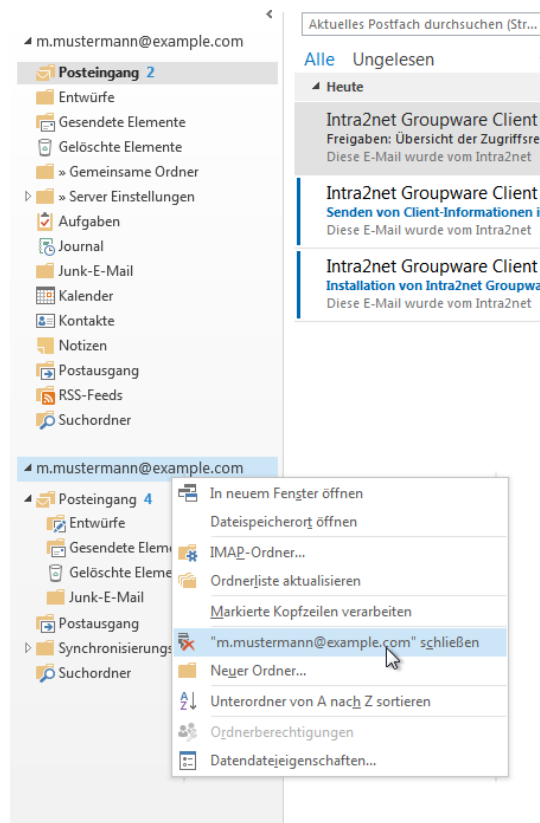 m.mustermann@example.com
Posteingang 2
Entwürfe
Gesendete Elemente
Gelöschte Elemente
» Gemeinsame Ordner
» Server Einstellungen
Aufgaben
Journal
Junk-E-Mail
Kalender
Kontakte
Notizen
Postausgang
RSS-Feeds
Suchordner
m.mustermann@example.com
Posteingang 4
Entwürfe
Gesendete Eleme
Gelöschte Eleme
Junk-E-Mail
Postausgang
Synchronisierungs
Suchordner
Aktuelles Postfach durchsuchen (Str...
Alle Ungelesen
Heute
Intra2net Groupware Client
Freigaben: Übersicht der Zugriffsre
Diese E-Mail wurde vom Intra2net
Intra2net Groupware Client
Senden von Client-Informationen i
Diese E-Mail wurde vom Intra2net
Intra2net Groupware Client
Installation von Intra2net Groupwa
Diese E-Mail wurde vom Intra2net
In neuem Fenster öffnen
Dateispeicherort öffnen
IMAP-Ordner...
Ordnerliste aktualisieren
Markierte Kopfzeilen verarbeiten
"m.mustermann@example.com" schließen
Neuer Ordner...
Unterordner von A nach Z sortieren
Ordnerberechtigungen
Datendateieigenschaften...